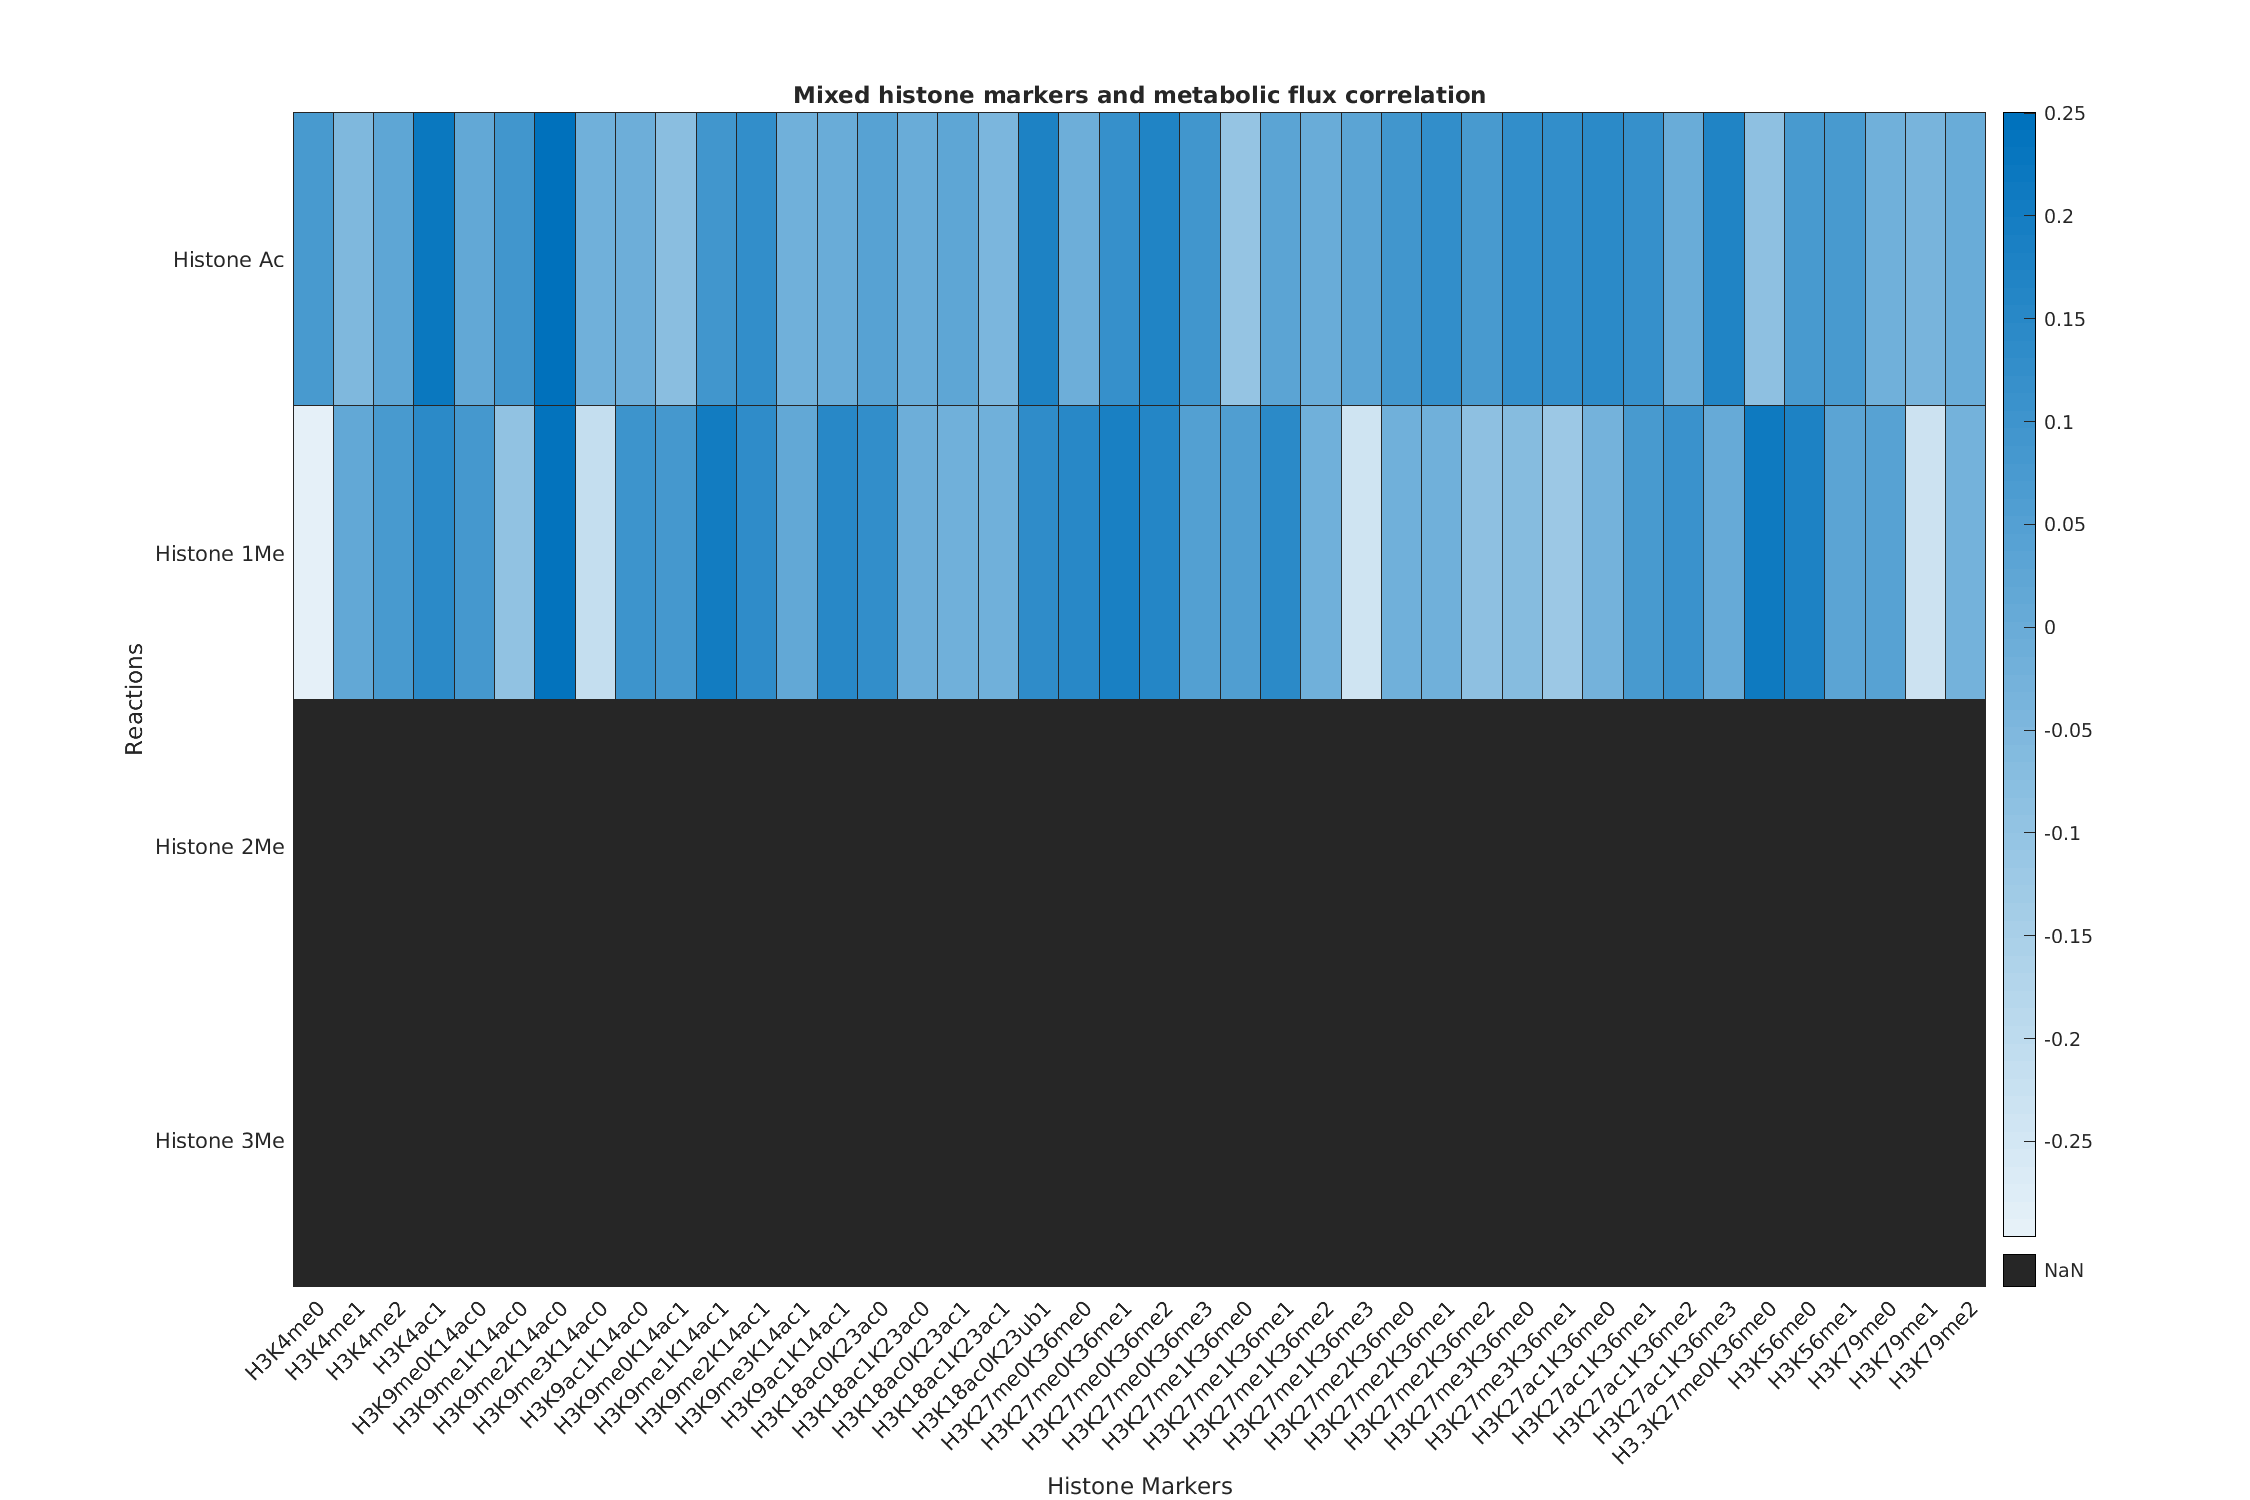 Mixed histone markers and metabolic flux correlation
Reactions
Histone Ac
Histone 1Me
Histone 2Me
Histone 3Me
0.25
0.2
0.15
0.1
0.05
0
-0.05
-0.1
-0.15
-0.2
-0.25
NaN
H3K4me0
H3K4me1
H3K4me2
H3K4ac1
H3K9me0K14ac0
H3K9me1K14ac0
H3K9me2K14ac0
H3K9me3K14ac0
H3K9ac1K14ac0
H3K9me0K14ac1
H3K9me1K14ac1
H3K9me2K14ac1
H3K9me3K14ac1
H3K9ac1K14ac1
H3K18ac0K23ac0
H3K18ac1K23ac0
H3K18ac0K23ac1
H3K18ac1K23ac1
H3K18ac0K23ub1
H3K27me0K36me0
H3K27me0K36me1
H3K27me0K36me2
H3K27me0K36me3
H3K27me1K36me0
H3K27me1K36me1
H3K27me1K36me2
H3K27me1K36me3
H3K27me2K36me0
H3K27me2K36me1
H3K27me2K36me2
H3K27me3K36me0
H3K27me3K36me1
H3K27ac1K36me0
H3K27ac1K36me1
H3K27ac1K36me2
H3K27ac1K36me3
H3.3K27me0K36me0
H3K56me0
H3K56me1
H3K79me0
H3K79me1
H3K79me2
Histone Markers